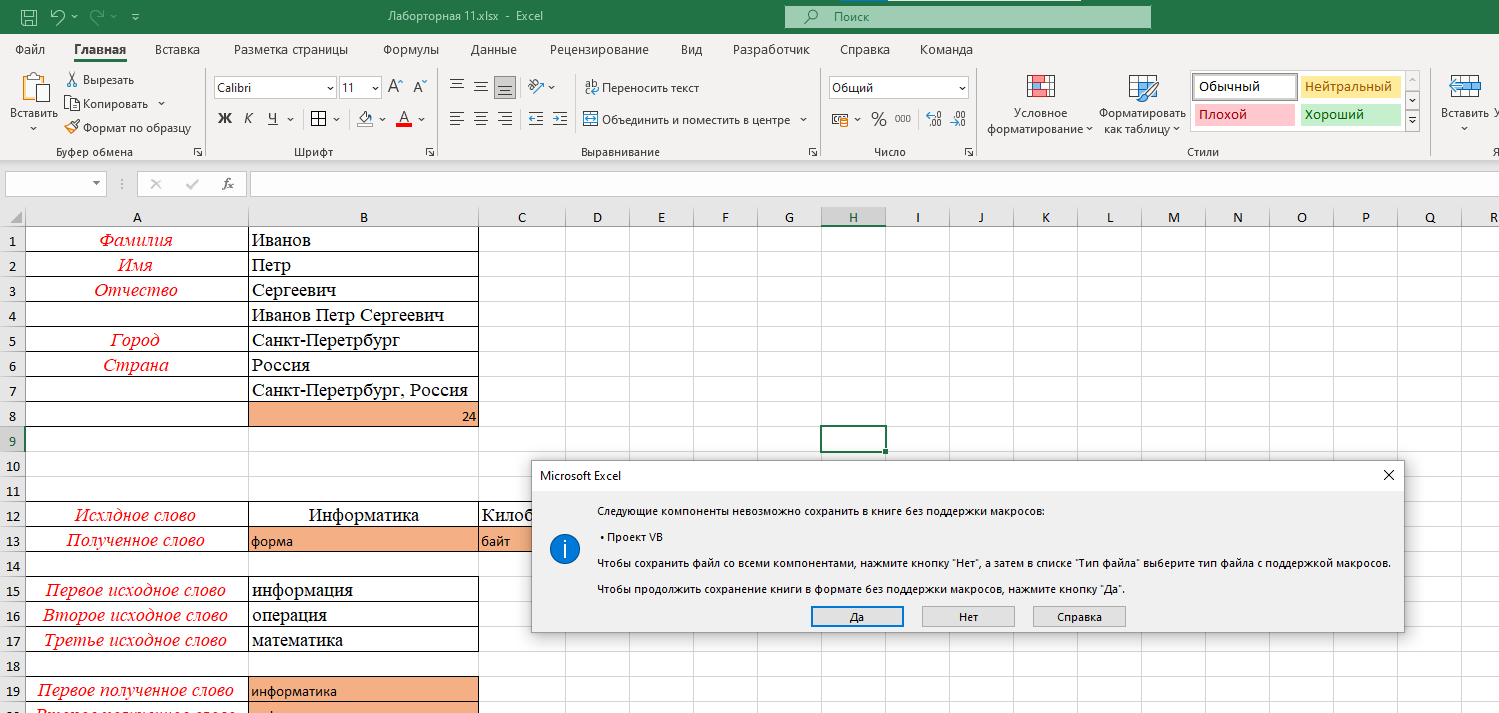 Лаборторная 11.xlsx - Excel
Поиск
Файл Главная Вставка Разметка страницы Формулы Данные Рецензирование Вид Разработчик Справка Команда
Вставить
Вырезать
Копировать
Формат по образцу
Буфер обмена
Calibri 11
Ж К Ч
Шрифт
Переносить текст
Объединить и поместить в центре
Выравнивание
Общий
% 000
Число
Условное форматирование
Форматировать как таблицу
Обычный Нейтральный
Плохой Хороший
Стили
Вставить
fx
A B C D E F G H I J K L M N O P Q R
1 Фамилия Иванов
2 Имя Петр
3 Отчество Сергеевич
4 Иванов Петр Сергеевич
5 Город Санкт-Перетрбург
6 Страна Россия
7 Санкт-Перетрбург, Россия
8 24
9
10
11
12 Исхлдное слово Информатика Килоб
13 Полученное слово форма байт
14
15 Первое исходное слово информация
16 Второе исходное слово операция
17 Третье исходное слово математика
18
19 Первое полученное слово информатика
Microsoft Excel
Следующие компоненты невозможно сохранить в книге без поддержки макросов:
• Проект VB
Чтобы сохранить файл со всеми компонентами, нажмите кнопку "Нет", а затем в списке "Тип файла" выберите тип файла с поддержкой макросов.
Чтобы продолжить сохранение книги в формате без поддержки макросов, нажмите кнопку "Да".
Да Нет Справка